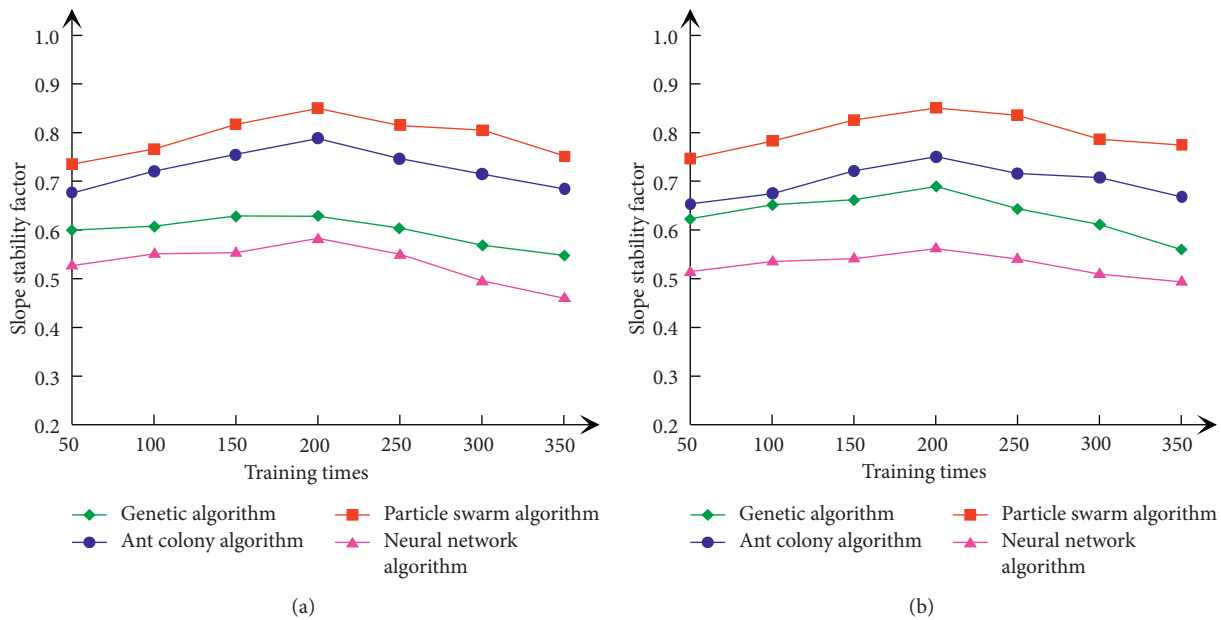 1.0
0.9
0.8
0.7
0.6
0.5
0.4
0.3
0.2
Slope stability factor
50 100 150 200 250 300 350
Training times
Genetic algorithm
Particle swarm algorithm
Ant colony algorithm
Neural network
algorithm
(a)
1.0
0.9
0.8
0.7
0.6
0.5
0.4
0.3
0.2
Slope stability factor
50 100 150 200 250 300 350
Training times
Genetic algorithm
Particle swarm algorithm
Ant colony algorithm
Neural network
algorithm
(b)